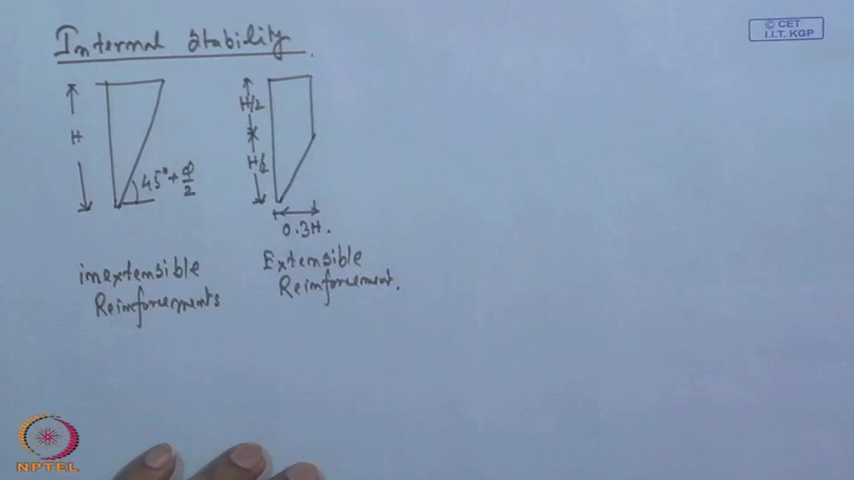 Internal Stability.
© CET
I.I.T. KGP
H
45°+φ/2
H/2
H/2
0.3H.
inextensible
Reinforcements
Extensible
Reinforcement.
NPTEL